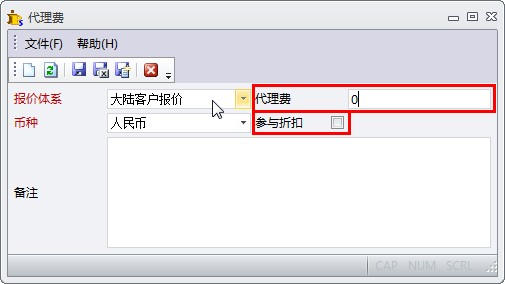 代理费
文件(F) 帮助(H)
报价体系 大陆客户报价 代理费 0
币种 人民币 参与折扣
备注
CAP NUM SCRL